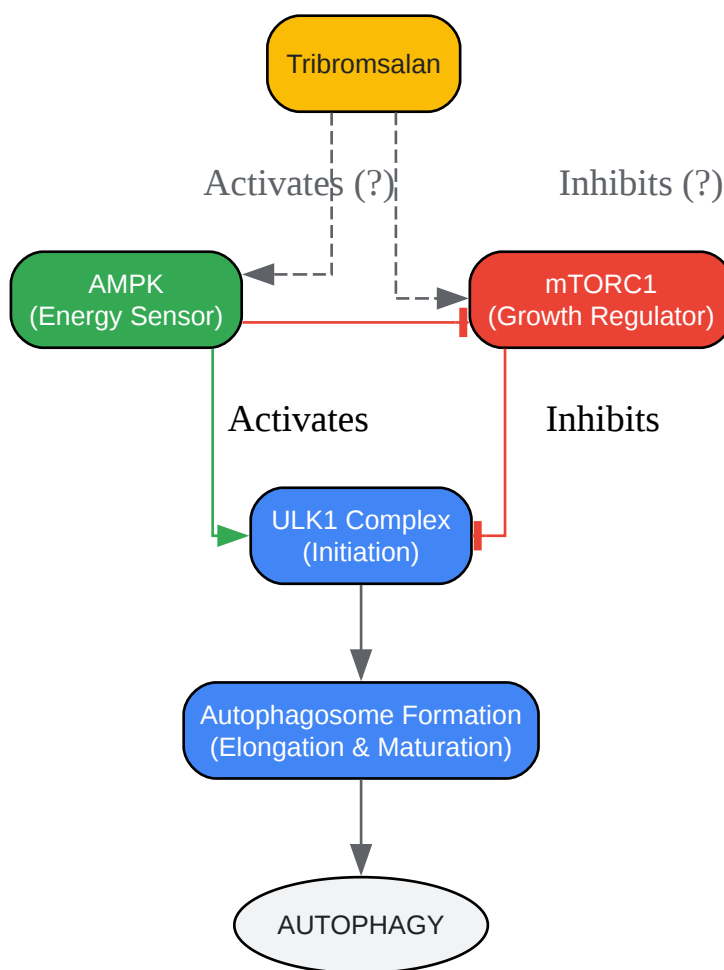 Tribromsalan
Activates (?)
Inhibits (?)
AMPK
(Energy Sensor)
mTORC1
(Growth Regulator)
Activates
Inhibits
ULK1 Complex
(Initiation)
Autophagosome Formation
(Elongation & Maturation)
AUTOPHAGY